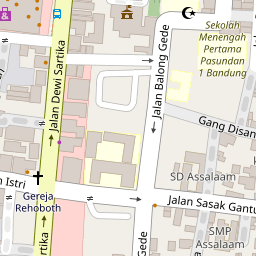 Sekolah
Menengah
Pertama
Pasundan
1 Bandung
Jalan Dewi Sartika
Jalan Balong Gede
Gang Disan
SD Assalaam
Istri
Gereja
Rehoboth
Jalan Sasak Gantu
SMP
Assalaam
Gede
artika